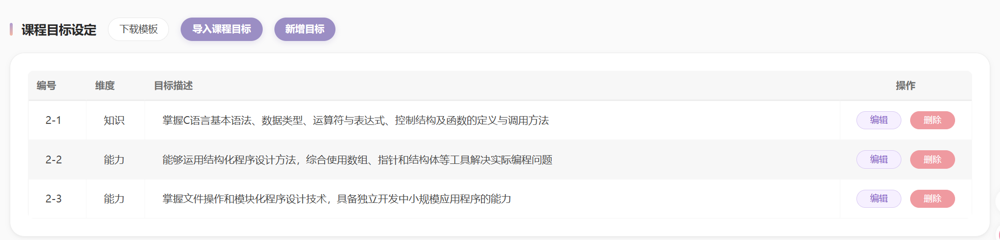 课程目标设定 下载模板 导入课程目标 新增目标
编号 维度 目标描述 操作
2-1 知识 掌握C语言基本语法、数据类型、运算符与表达式、控制结构及函数的定义与调用方法 编辑 删除
2-2 能力 能够运用结构化程序设计方法，综合使用数组、指针和结构体等工具解决实际编程问题 编辑 删除
2-3 能力 掌握文件操作和模块化程序设计技术，具备独立开发中小规模应用程序的能力 编辑 删除